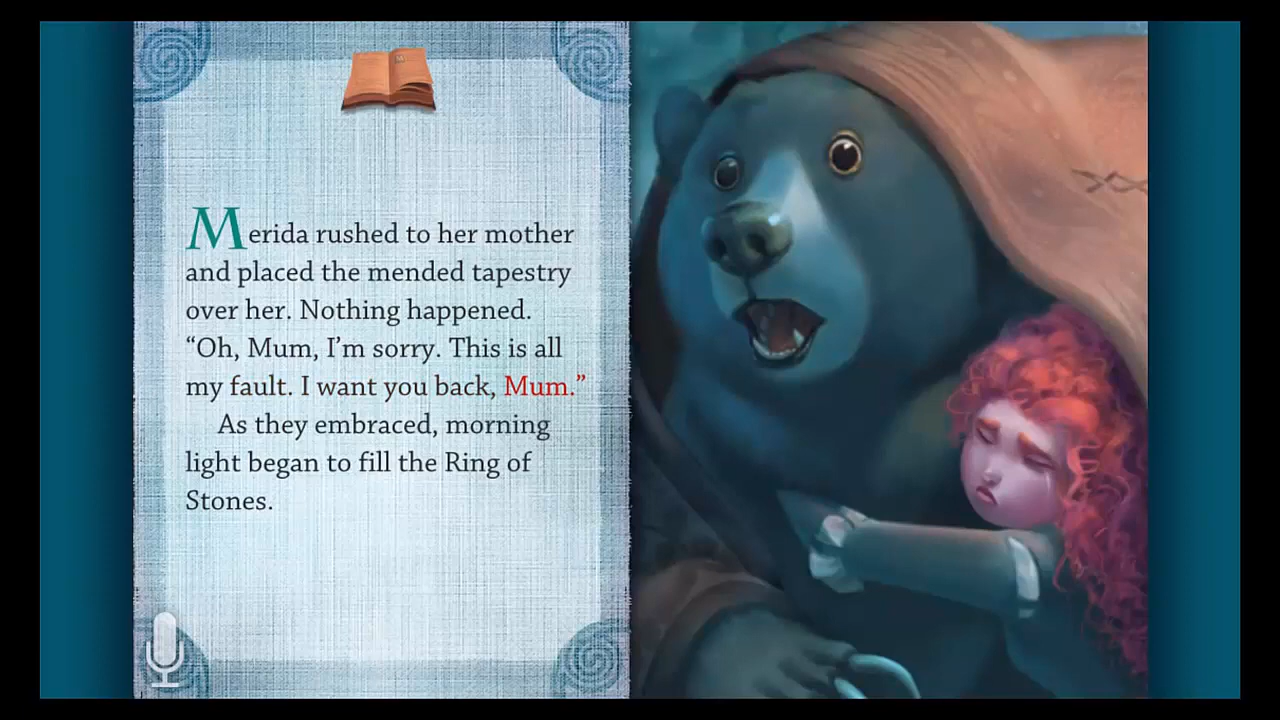 Merida rushed to her mother
and placed the mended tapestry
over her. Nothing happened.
“Oh, Mum, I’m sorry. This is all
my fault. I want you back, Mum.”
As they embraced, morning
light began to fill the Ring of
Stones.